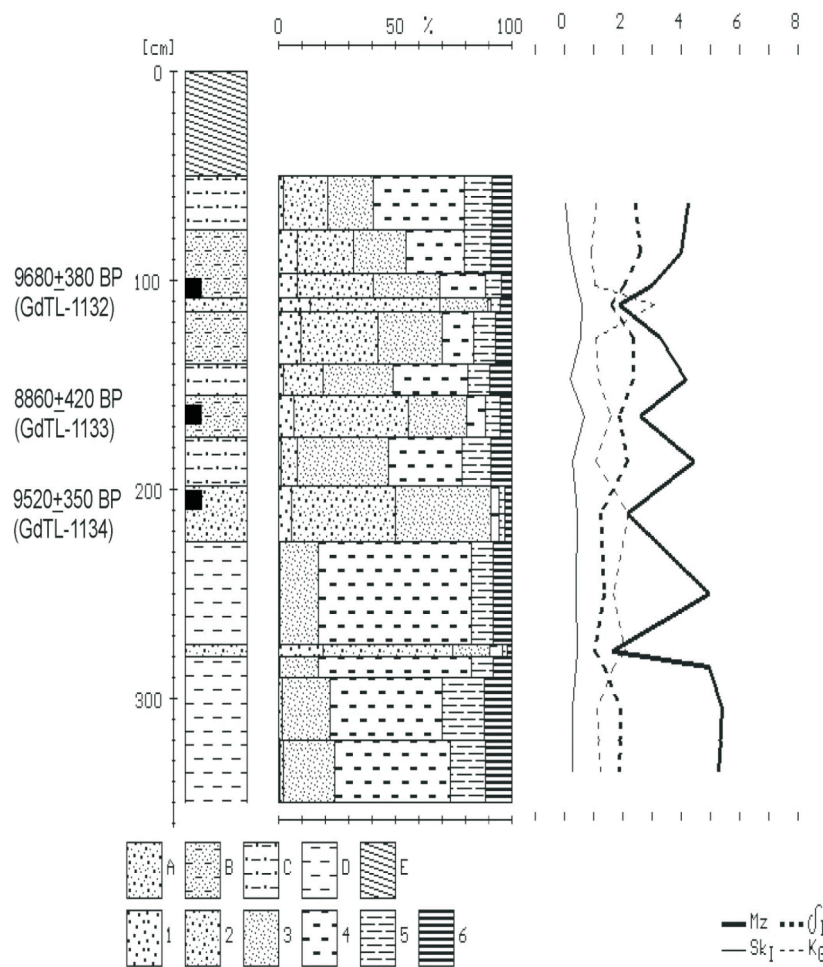 0 50 % 100 0 2 4 6 8
[cm]
0
9680±380 BP
100
(GdTL-1132)
8860±420 BP
(GdTL-1133)
9520±350 BP
200
(GdTL-1134)
300
A B C D E
1 2 3 4 5 6
Mz
Sk_I